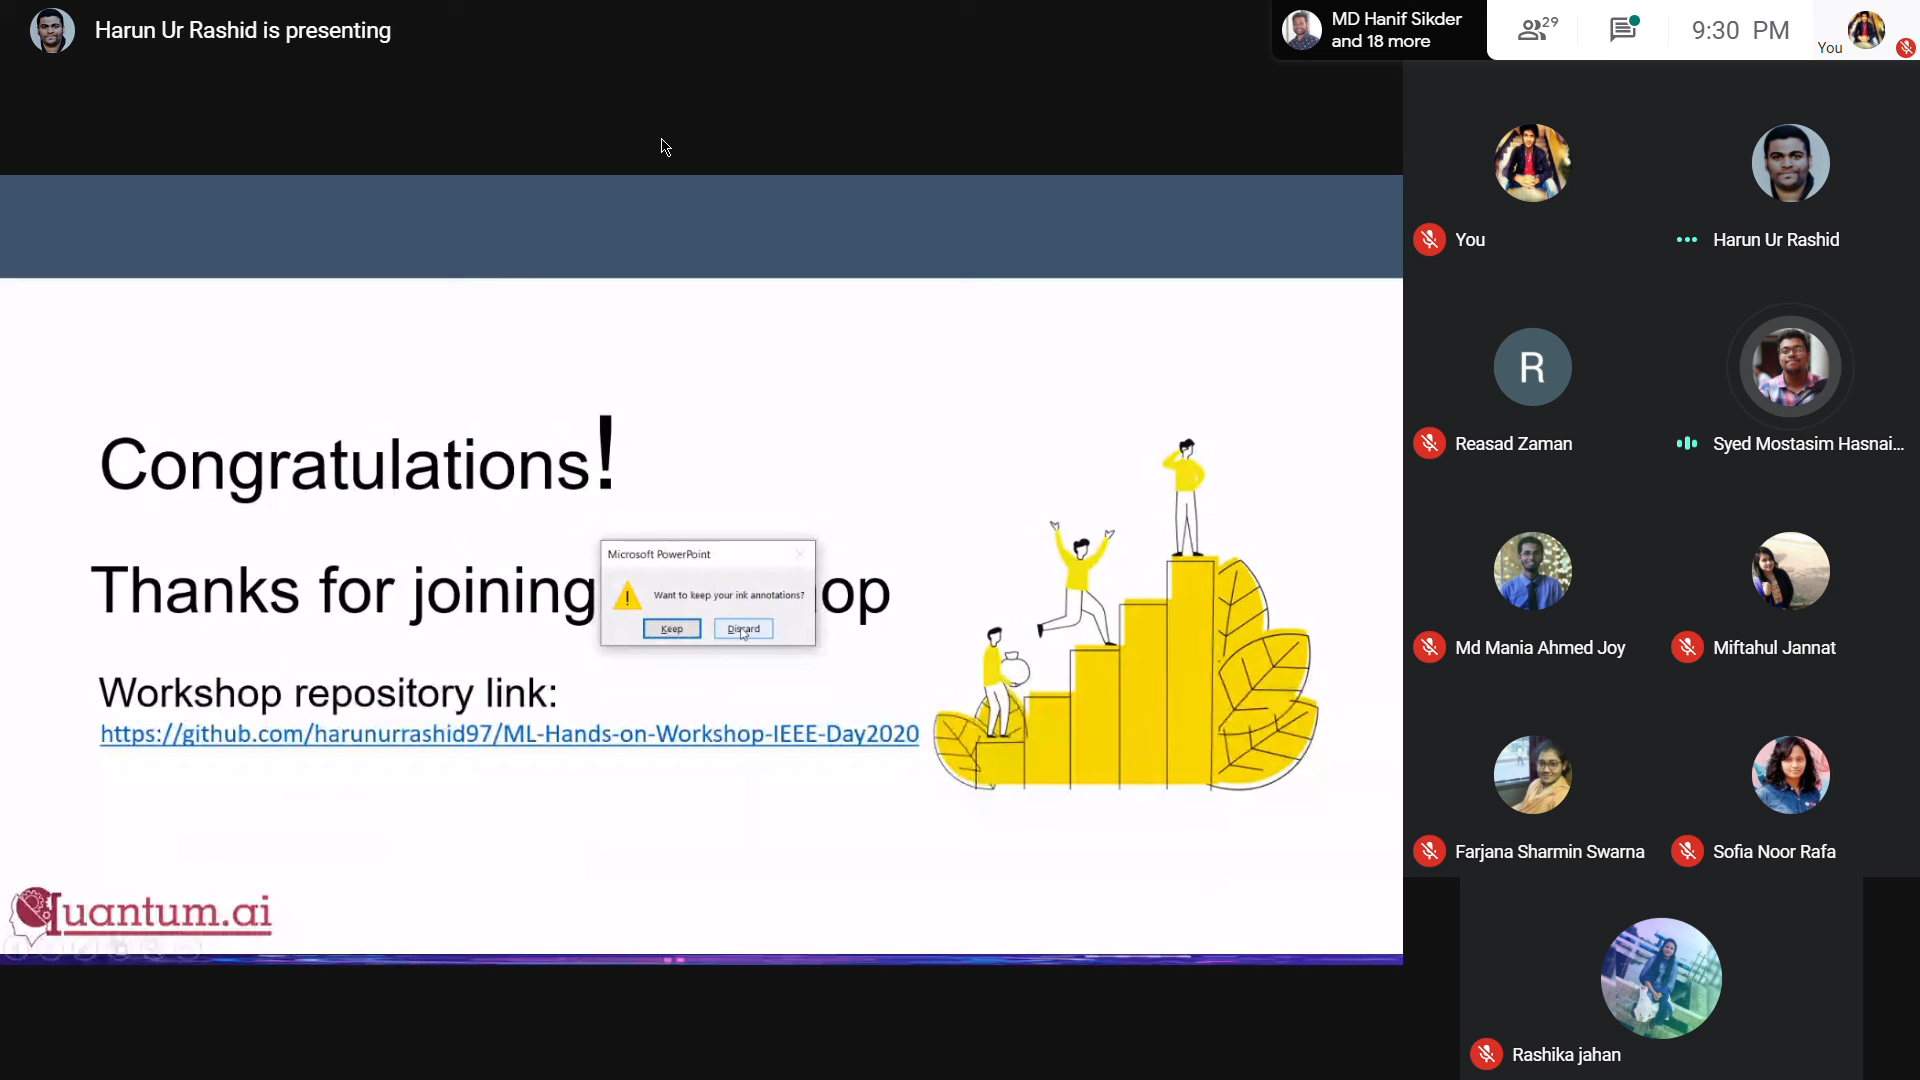 Harun Ur Rashid is presenting
MD Hanif Sikder
and 18 more
29
9:30 PM
You
You
Harun Ur Rashid
R
Reasad Zaman
Syed Mostasim Hasnai...
Md Mania Ahmed Joy
Miftahul Jannat
Farjana Sharmin Swarna
Sofia Noor Rafa
Rashika jahan
Congratulations!
Thanks for joining op
Microsoft PowerPoint
Want to keep your ink annotations?
Keep
Discard
Workshop repository link:
https://github.com/harunurrashid97/ML-Hands-on-Workshop-IEEE-Day2020
Quantum.ai